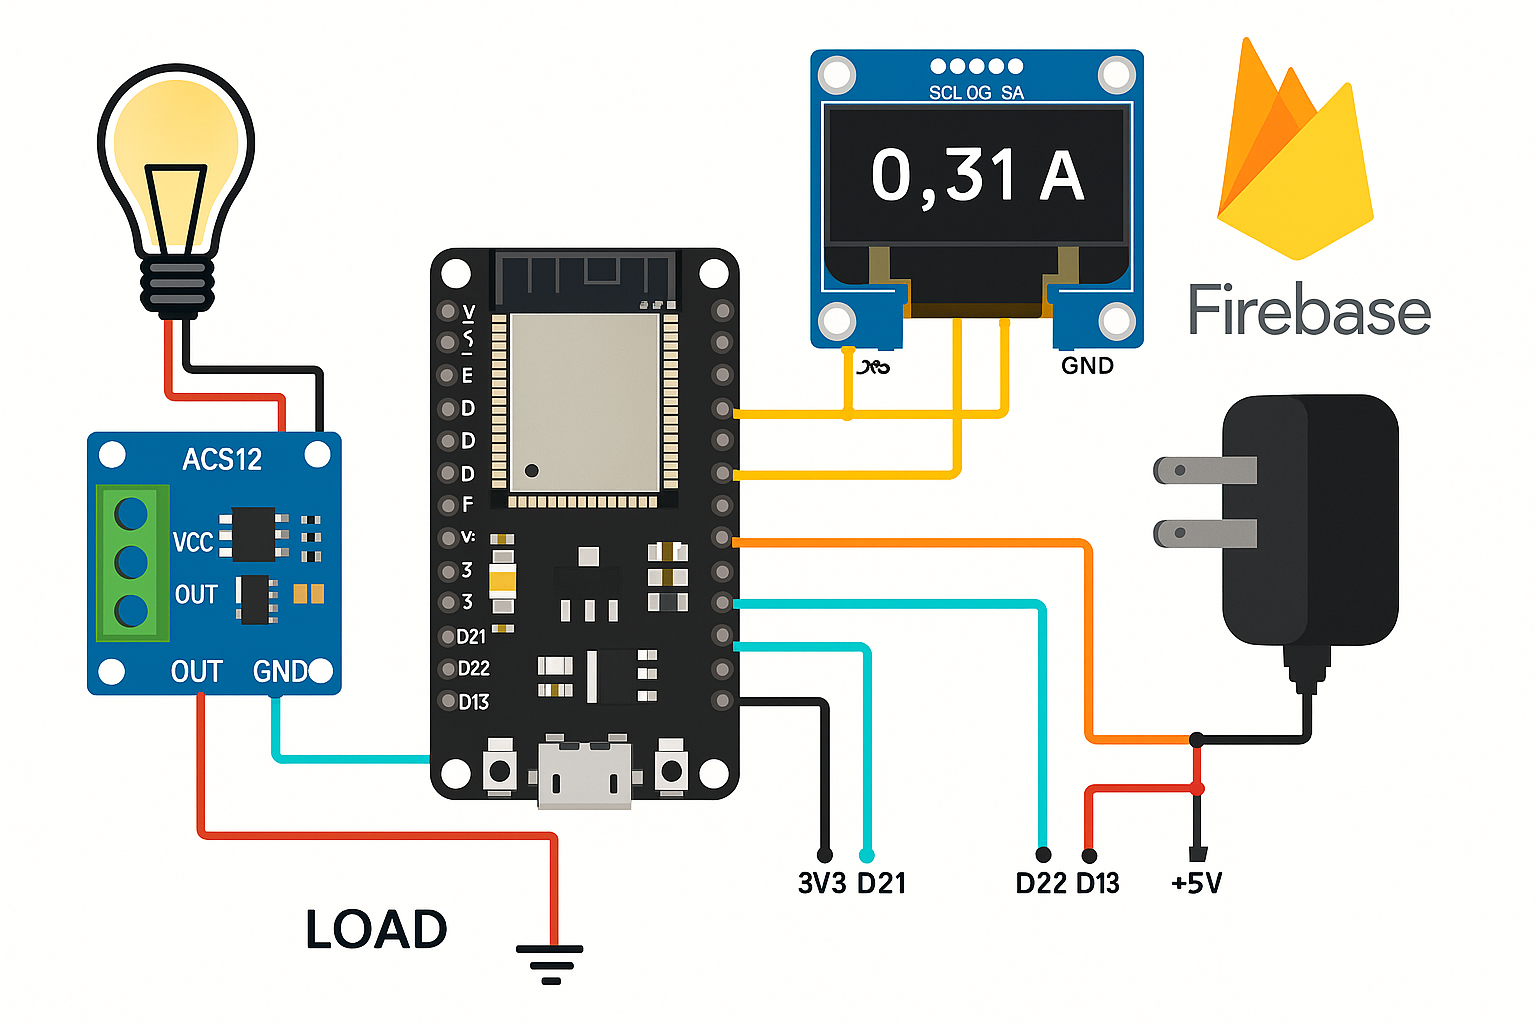 SCL OG SA
0,31 A
Firebase
GND
V
E
D
D
D
F
V:
3
3
D21
D22
D13
ACS12
VCC
OUT
OUT GND
3V3 D21
D22 D13
+5V
LOAD